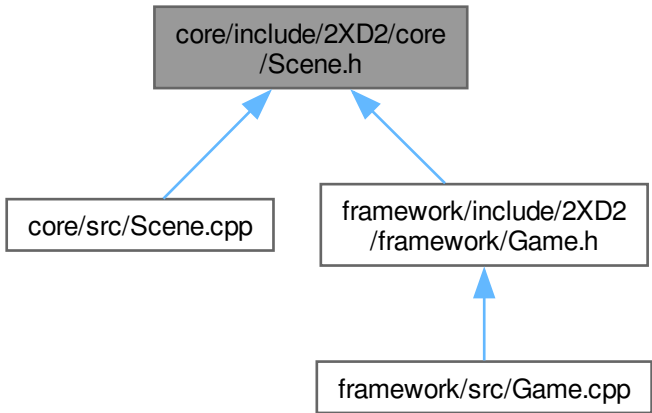 core/include/2XD2/core
/Scene.h
core/src/Scene.cpp
framework/include/2XD2
/framework/Game.h
framework/src/Game.cpp